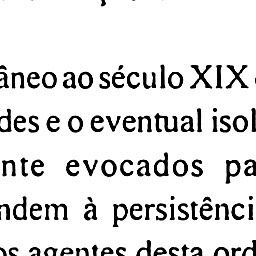 âneo ao século XIX
des e o eventual isol
nte evocados pa
ndem à persistênci
os agentes desta ord